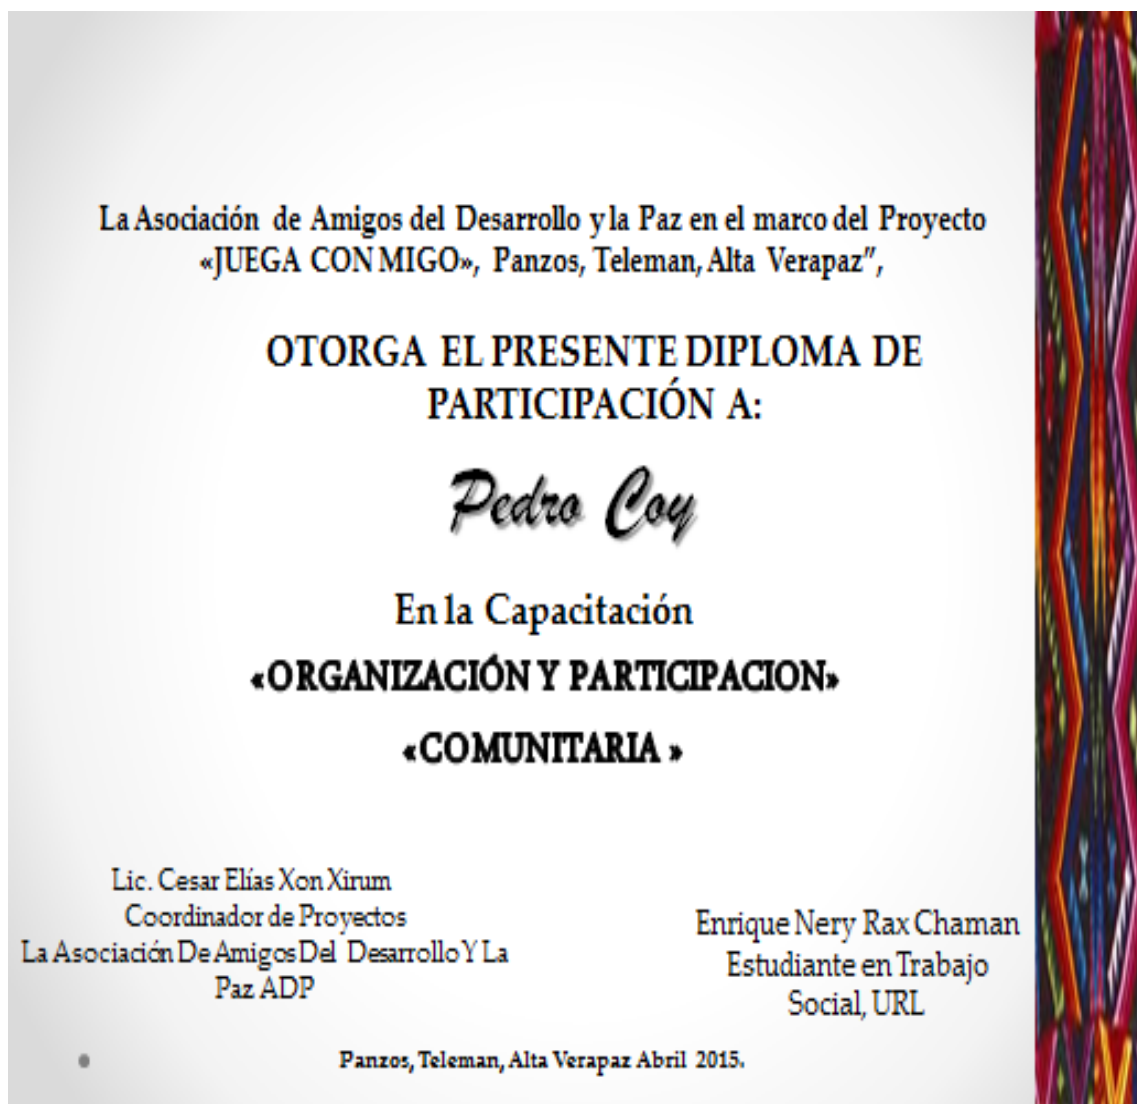 La Asociación de Amigos del Desarrollo y la Paz en el marco del Proyecto
«JUEGA CON MIGO», Panzos, Teleman, Alta Verapaz”,
OTORGA EL PRESENTE DIPLOMA DE
PARTICIPACIÓN A:
Pedro Coy
En la Capacitación
«ORGANIZACIÓN Y PARTICIPACION»
«COMUNITARIA »
Lic. Cesar Elías Xon Xirum
Coordinador de Proyectos
La Asociación De Amigos Del Desarrollo Y La
Paz ADP
Enrique Nery Rax Chaman
Estudiante en Trabajo
Social, URL
Panzos, Teleman, Alta Verapaz Abril 2015.